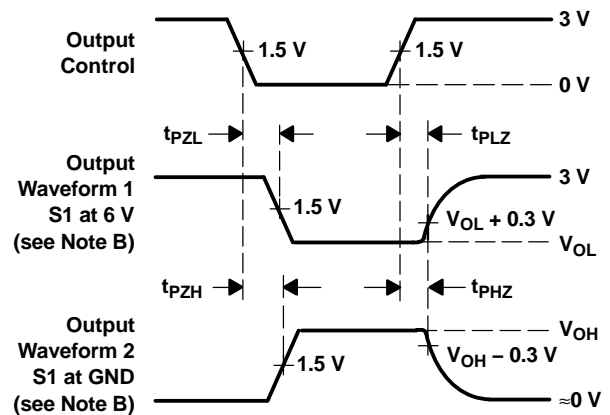 Output
Control
1.5 V
1.5 V
3 V
0 V
tPZL
tPLZ
Output
Waveform 1
S1 at 6 V
(see Note B)
1.5 V
3 V
VOL + 0.3 V
VOL
tPZH
tPHZ
Output
Waveform 2
S1 at GND
(see Note B)
1.5 V
VOH
VOH − 0.3 V
≈0 V